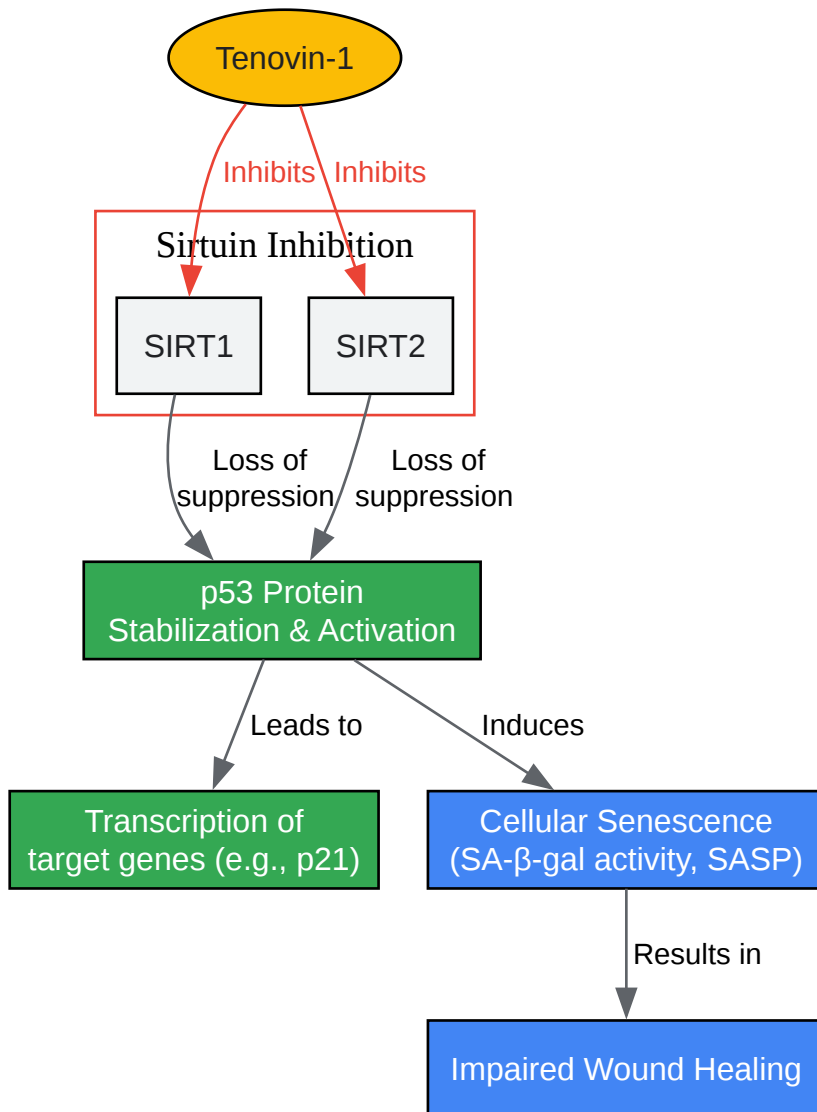 Tenovin-1
Inhibits
Inhibits
Sirtuin Inhibition
SIRT1
SIRT2
Loss of
suppression
Loss of
suppression
p53 Protein
Stabilization & Activation
Leads to
Induces
Transcription of
target genes (e.g., p21)
Cellular Senescence
(SA-β-gal activity, SASP)
Results in
Impaired Wound Healing